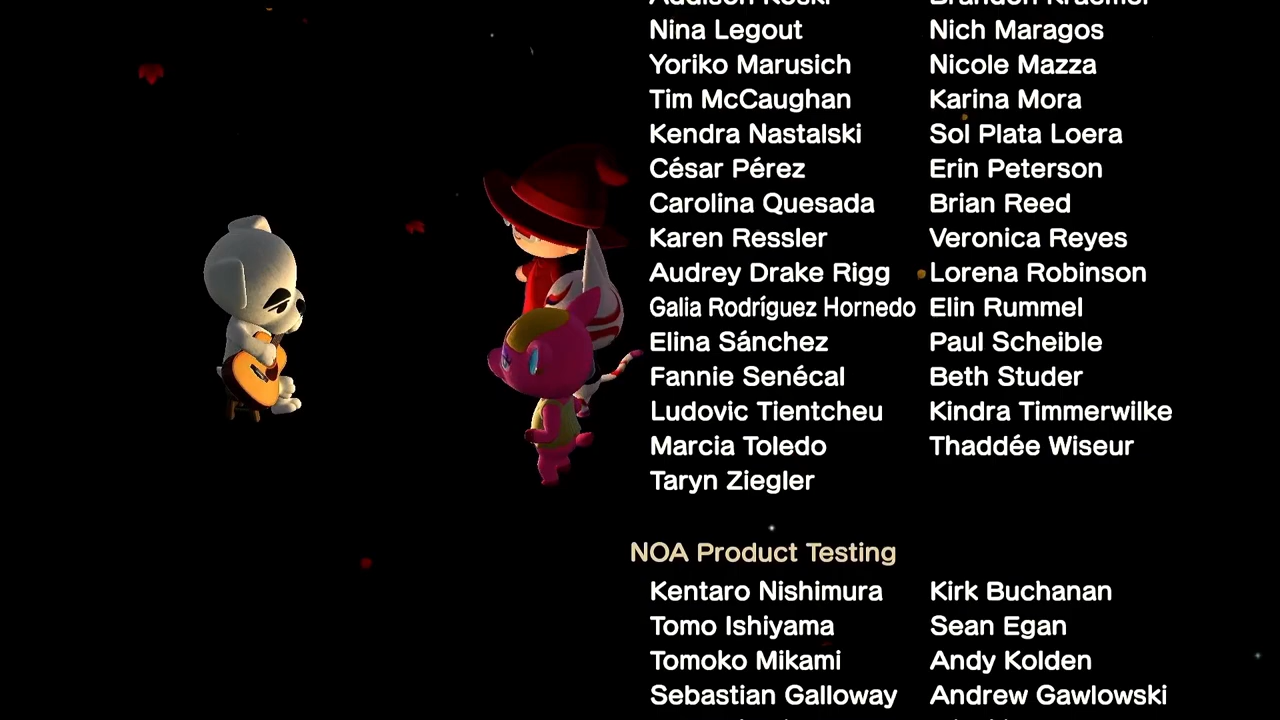 Addison Koski Brandon Kraemer
Nina Legout Nich Maragos
Yoriko Marusich Nicole Mazza
Tim McCaughan Karina Mora
Kendra Nastalski Sol Plata Loera
César Pérez Erin Peterson
Carolina Quesada Brian Reed
Karen Ressler Veronica Reyes
Audrey Drake Rigg Lorena Robinson
Galia Rodríguez Hornedo Elin Rummel
Elina Sánchez Paul Scheible
Fannie Senécal Beth Studer
Ludovic Tientcheu Kindra Timmerwilke
Marcia Toledo Thaddée Wiseur
Taryn Ziegler
NOA Product Testing
Kentaro Nishimura Kirk Buchanan
Tomo Ishiyama Sean Egan
Tomoko Mikami Andy Kolden
Sebastian Galloway Andrew Gawlowski